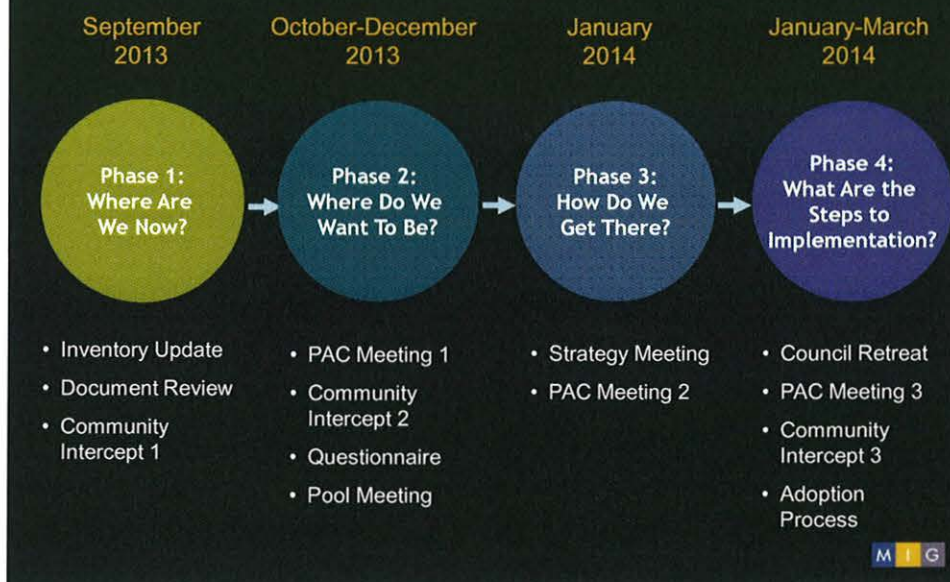 September
2013
October-December
2013
January
2014
January-March
2014
Phase 1:
Where Are
We Now?
Phase 2:
Where Do We
Want To Be?
Phase 3:
How Do We
Get There?
Phase 4:
What Are the
Steps to
Implementation?
• Inventory Update
• Document Review
• Community
Intercept 1
• PAC Meeting 1
• Community
Intercept 2
• Questionnaire
• Pool Meeting
• Strategy Meeting
• PAC Meeting 2
• Council Retreat
• PAC Meeting 3
• Community
Intercept 3
• Adoption
Process
M I G